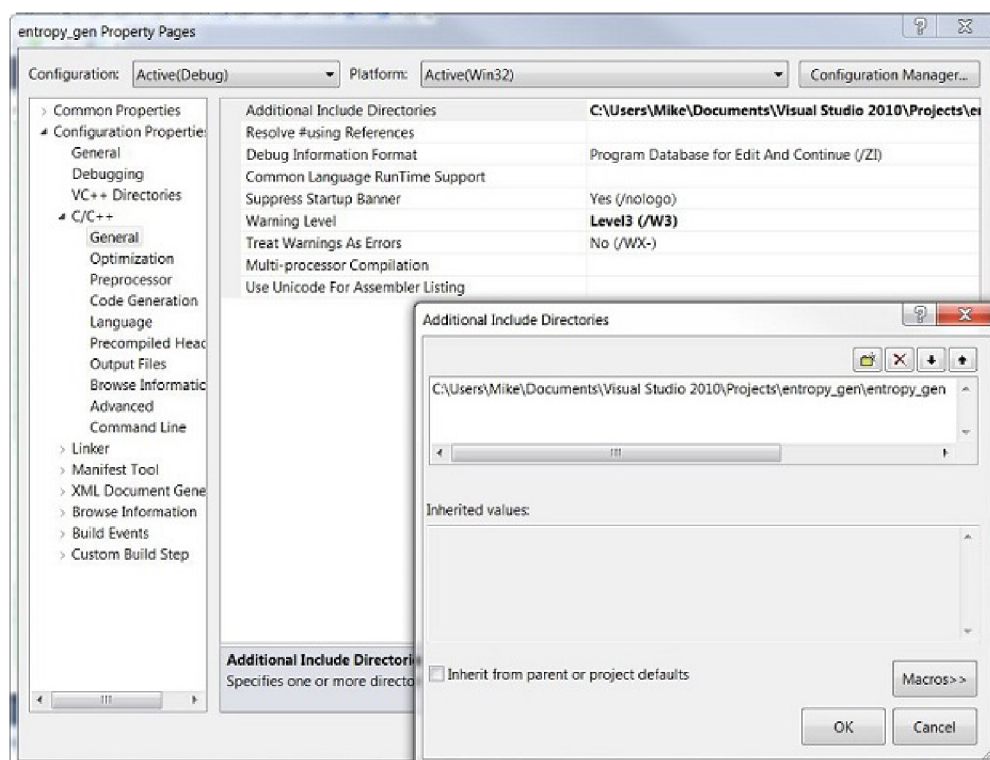 entropy_gen Property Pages
Configuration: Active(Debug) Platform: Active(Win32) Configuration Manager...
Common Properties
Configuration Propertie
General
Debugging
VC++ Directories
C/C++
General
Optimization
Preprocessor
Code Generation
Language
Precompiled Head
Output Files
Browse Informatic
Advanced
Command Line
Linker
Manifest Tool
XML Document Gene
Browse Information
Build Events
Custom Build Step
Additional Include Directories C:\Users\Mike\Documents\Visual Studio 2010\Projects\e
Resolve #using References
Debug Information Format Program Database for Edit And Continue (/ZI)
Common Language RunTime Support
Suppress Startup Banner Yes (/nologo)
Warning Level Level3 (/W3)
Treat Warnings As Errors No (/WX-)
Multi-processor Compilation
Use Unicode For Assembler Listing
Additional Include Directori
Specifies one or more directo
Additional Include Directories
C:\Users\Mike\Documents\Visual Studio 2010\Projects\entropy_gen\entropy_gen
Inherited values:
Inherit from parent or project defaults
Macros>>
OK Cancel